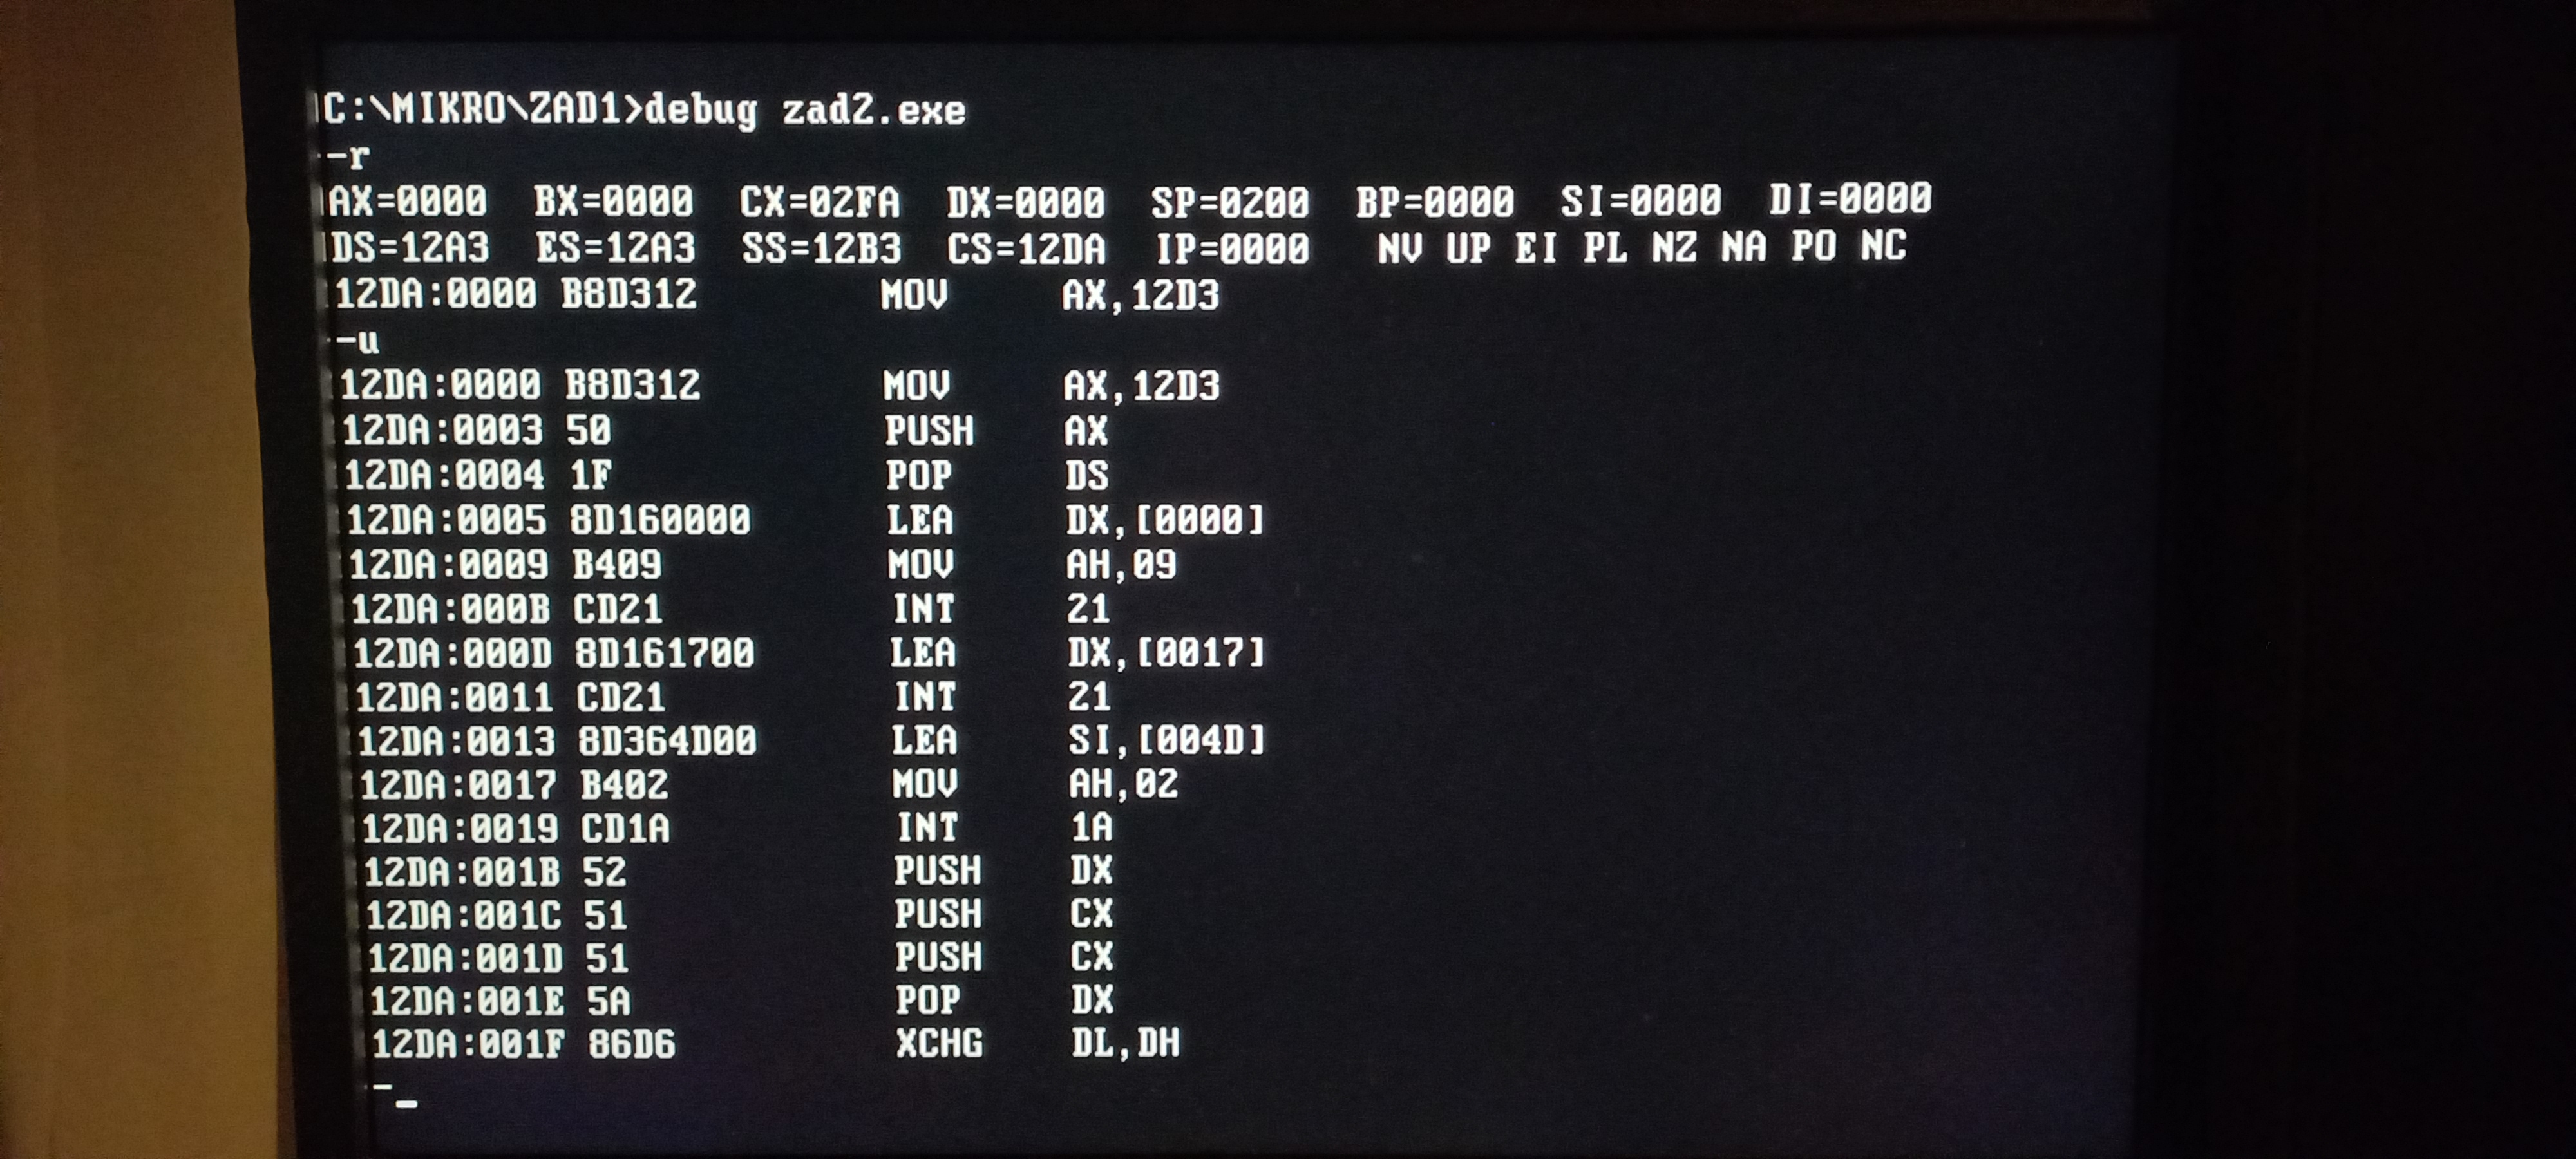 C:\MIKRO\ZAD1>debug zad2.exe
-r
AX=0000 BX=0000 CX=02FA DX=0000 SP=0200 BP=0000 SI=0000 DI=0000
DS=12A3 ES=12A3 SS=12B3 CS=12DA IP=0000 NV UP EI PL NZ NA PO NC
12DA:0000 B8D312 MOV AX,12D3
-u
12DA:0000 B8D312 MOV AX,12D3
12DA:0003 50 PUSH AX
12DA:0004 1F POP DS
12DA:0005 8D160000 LEA DX,[0000]
12DA:0009 B409 MOV AH,09
12DA:000B CD21 INT 21
12DA:000D 8D161700 LEA DX,[0017]
12DA:0011 CD21 INT 21
12DA:0013 8D364D00 LEA SI,[004D]
12DA:0017 B402 MOV AH,02
12DA:0019 CD1A INT 1A
12DA:001B 52 PUSH DX
12DA:001C 51 PUSH CX
12DA:001D 51 PUSH CX
12DA:001E 5A POP DX
12DA:001F 86D6 XCHG DL,DH
-_